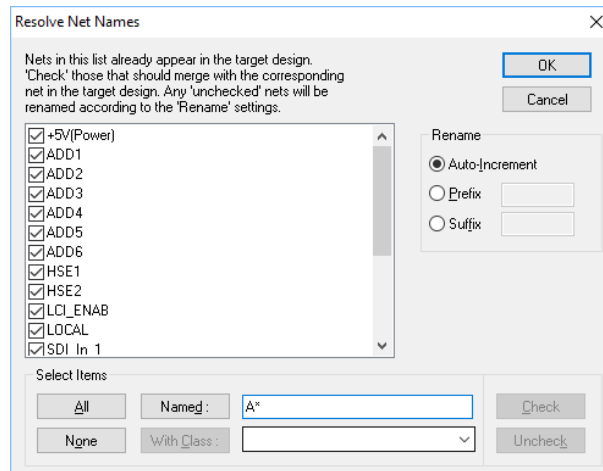 Resolve Net Names
Nets in this list already appear in the target design.
'Check' those that should merge with the corresponding
net in the target design. Any 'unchecked' nets will be
renamed according to the 'Rename' settings.
OK
Cancel
+5V(Power)
ADD1
ADD2
ADD3
ADD4
ADD5
ADD6
HSE1
HSE2
LCI_ENAB
LOCAL
SDI_In_1
Rename
Auto-Increment
Prefix
Suffix
Select Items
All
Named :
A*
Check
None
With Class :
Uncheck